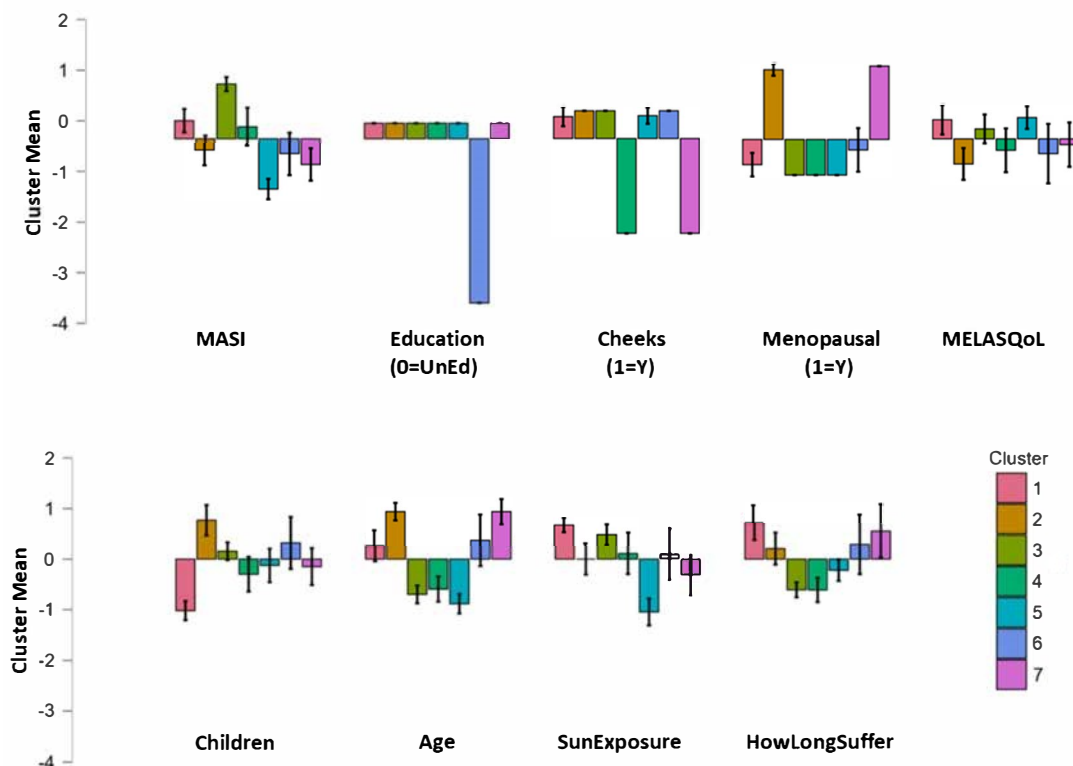 2
1
0
-1
-2
-3
-4
Cluster Mean
MASI
Education
(0=UnEd)
Cheeks
(1=Y)
Menopausal
(1=Y)
MELASQoL
2
1
0
-1
-2
-3
-4
Cluster Mean
Children
Age
SunExposure
HowLongSuffer
Cluster
1
2
3
4
5
6
7